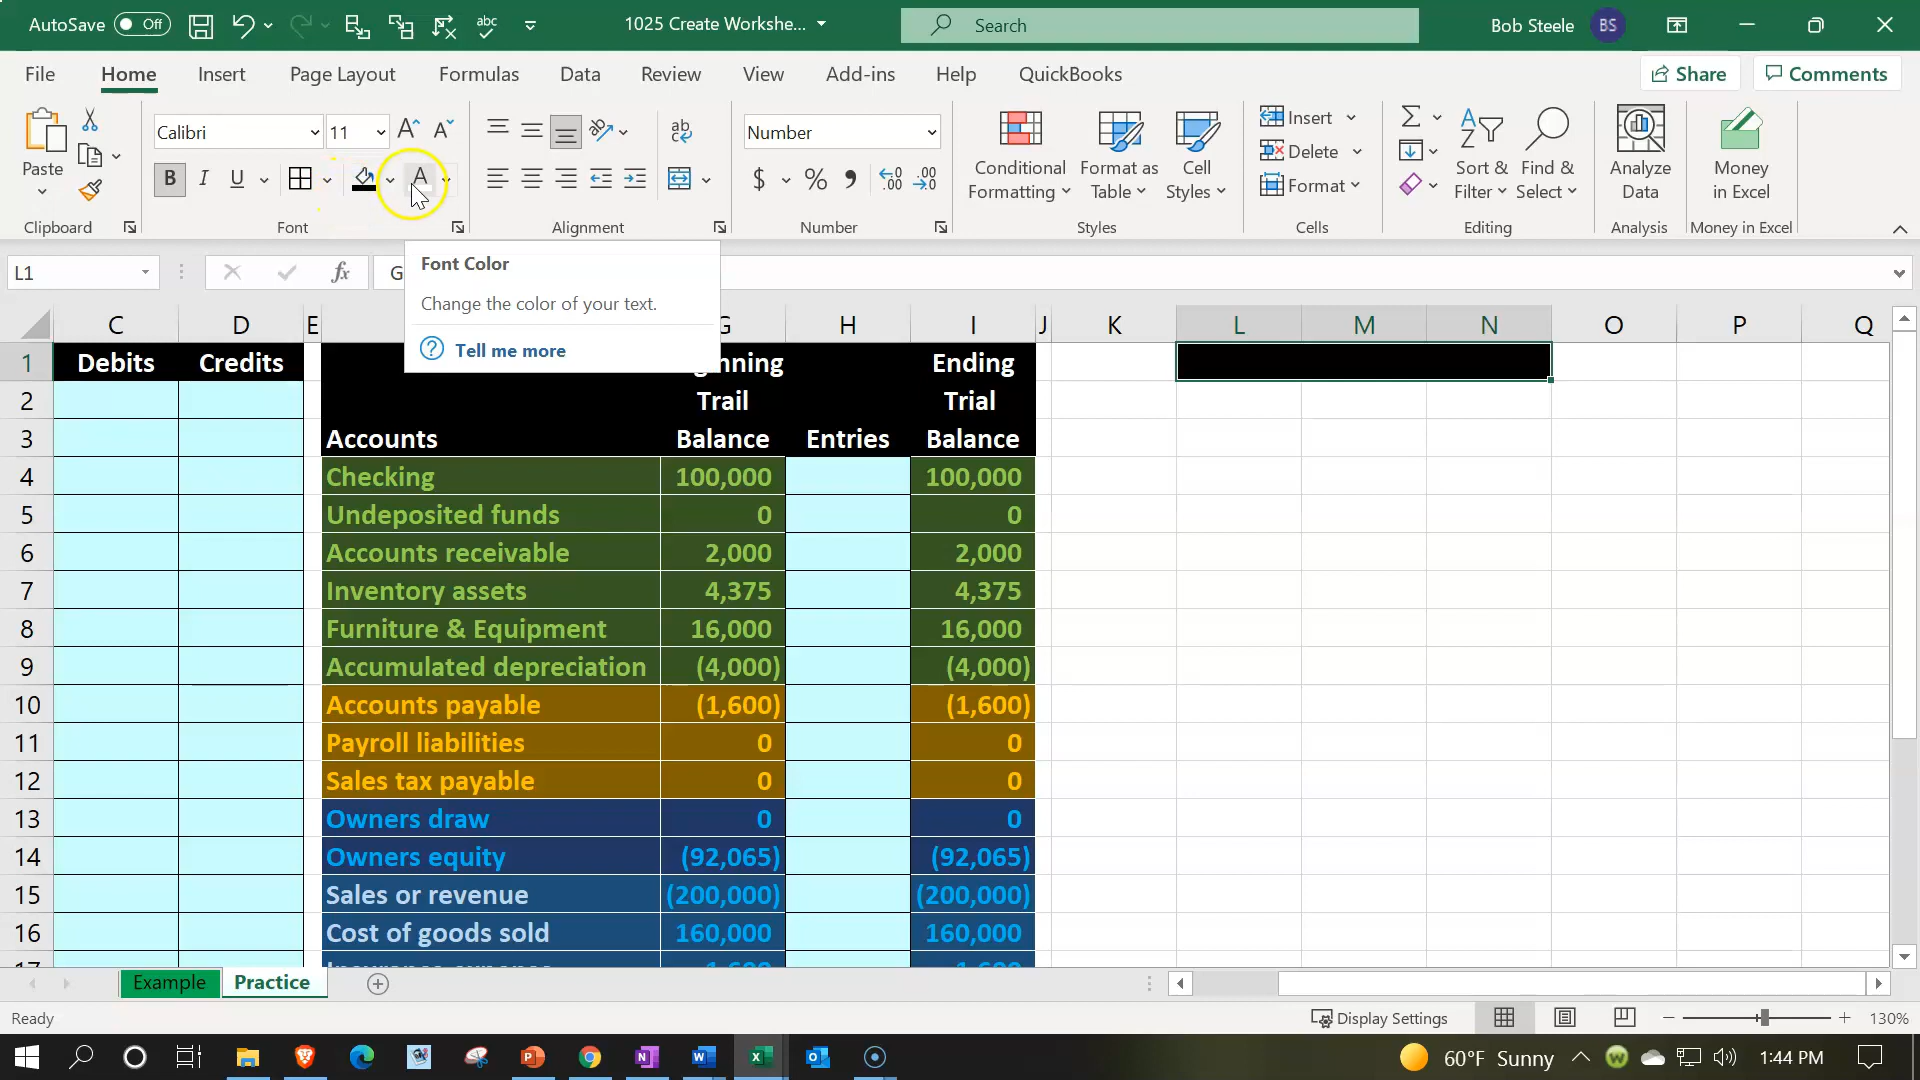 AutoSave Off
1025 Create Workshe...
Search
Bob Steele BS
File Home Insert Page Layout Formulas Data Review View Add-ins Help QuickBooks
Share Comments
Paste
Calibri 11
B I U
Number
$ %
Conditional Formatting
Format as Table
Cell Styles
Insert
Delete
Format
Sort & Filter
Find & Select
Analyze Data
Money in Excel
Clipboard Font Alignment Number Styles Cells Editing Analysis Money in Excel
L1
fx G
Font Color
Change the color of your text.
Tell me more
C D E G H I J K L M N O P Q
1 Debits Credits Ending
2 Trail Trial
3 Accounts Balance Entries Balance
4 Checking 100,000 100,000
5 Undeposited funds 0 0
6 Accounts receivable 2,000 2,000
7 Inventory assets 4,375 4,375
8 Furniture & Equipment 16,000 16,000
9 Accumulated depreciation (4,000) (4,000)
10 Accounts payable (1,600) (1,600)
11 Payroll liabilities 0 0
12 Sales tax payable 0 0
13 Owners draw 0 0
14 Owners equity (92,065) (92,065)
15 Sales or revenue (200,000) (200,000)
16 Cost of goods sold 160,000 160,000
Example Practice
Ready
Display Settings
130%
60°F Sunny
1:44 PM